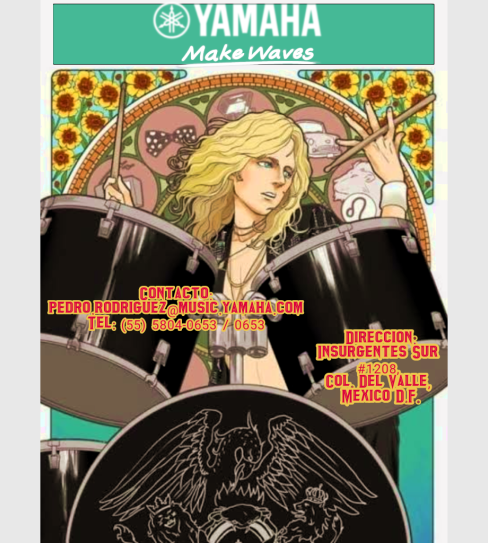 YAMAHA
Make Waves
CONTACTO:
PEDRO.RODRIGUEZ@MUSIC.YAMAHA.COM
TEL: (55) 5804-0653 / 0653
DIRECCION:
INSURGENTES SUR
#1208,
COL. DEL VALLE,
MEXICO D.F.